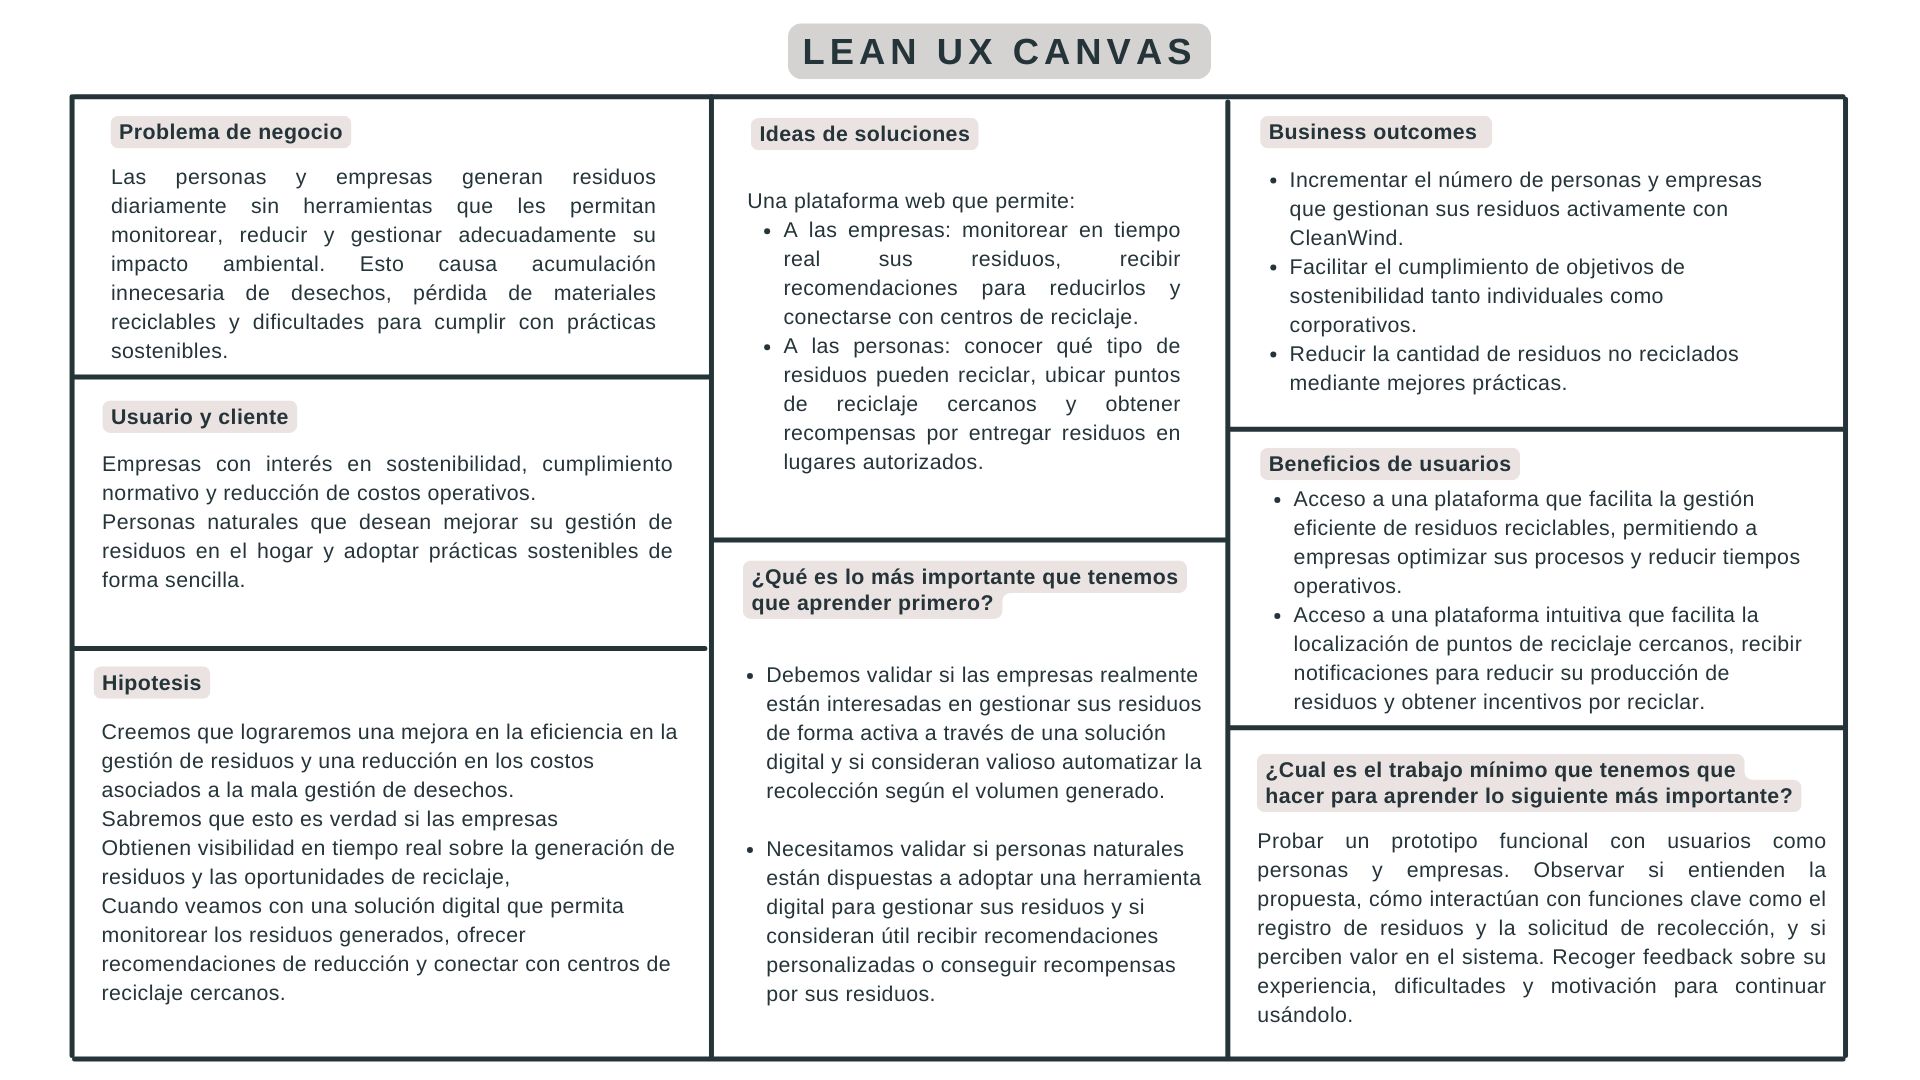 LEAN UX CANVAS
Problema de negocio
Las personas y empresas generan residuos
diariamente sin herramientas que les permitan
monitorear, reducir y gestionar adecuadamente su
impacto ambiental. Esto causa acumulación
innecesaria de desechos, pérdida de materiales
reciclables y dificultades para cumplir con prácticas
sostenibles.
Usuario y cliente
Empresas con interés en sostenibilidad, cumplimiento
normativo y reducción de costos operativos.
Personas naturales que desean mejorar su gestión de
residuos en el hogar y adoptar prácticas sostenibles de
forma sencilla.
Hipotesis
Creemos que lograremos una mejora en la eficiencia en la
gestión de residuos y una reducción en los costos
asociados a la mala gestión de desechos.
Sabremos que esto es verdad si las empresas
Obtienen visibilidad en tiempo real sobre la generación de
residuos y las oportunidades de reciclaje,
Cuando veamos con una solución digital que permita
monitorear los residuos generados, ofrecer
recomendaciones de reducción y conectar con centros de
reciclaje cercanos.
Ideas de soluciones
Una plataforma web que permite:
• A las empresas: monitorear en tiempo
real sus residuos, recibir
recomendaciones para reducirlos y
conectarse con centros de reciclaje.
• A las personas: conocer qué tipo de
residuos pueden reciclar, ubicar puntos
de reciclaje cercanos y obtener
recompensas por entregar residuos en
lugares autorizados.
¿Qué es lo más importante que tenemos
que aprender primero?
• Debemos validar si las empresas realmente
están interesadas en gestionar sus residuos
de forma activa a través de una solución
digital y si consideran valioso automatizar la
recolección según el volumen generado.
• Necesitamos validar si personas naturales
están dispuestas a adoptar una herramienta
digital para gestionar sus residuos y si
consideran útil recibir recomendaciones
personalizadas o conseguir recompensas
por sus residuos.
Business outcomes
• Incrementar el número de personas y empresas
que gestionan sus residuos activamente con
CleanWind.
• Facilitar el cumplimiento de objetivos de
sostenibilidad tanto individuales como
corporativos.
• Reducir la cantidad de residuos no reciclados
mediante mejores prácticas.
Beneficios de usuarios
• Acceso a una plataforma que facilita la gestión
eficiente de residuos reciclables, permitiendo a
empresas optimizar sus procesos y reducir tiempos
operativos.
• Acceso a una plataforma intuitiva que facilita la
localización de puntos de reciclaje cercanos, recibir
notificaciones para reducir su producción de
residuos y obtener incentivos por reciclar.
¿Cual es el trabajo mínimo que tenemos que
hacer para aprender lo siguiente más importante?
Probar un prototipo funcional con usuarios como
personas y empresas. Observar si entienden la
propuesta, cómo interactúan con funciones clave como el
registro de residuos y la solicitud de recolección, y si
perciben valor en el sistema. Recoger feedback sobre su
experiencia, dificultades y motivación para continuar
usándolo.